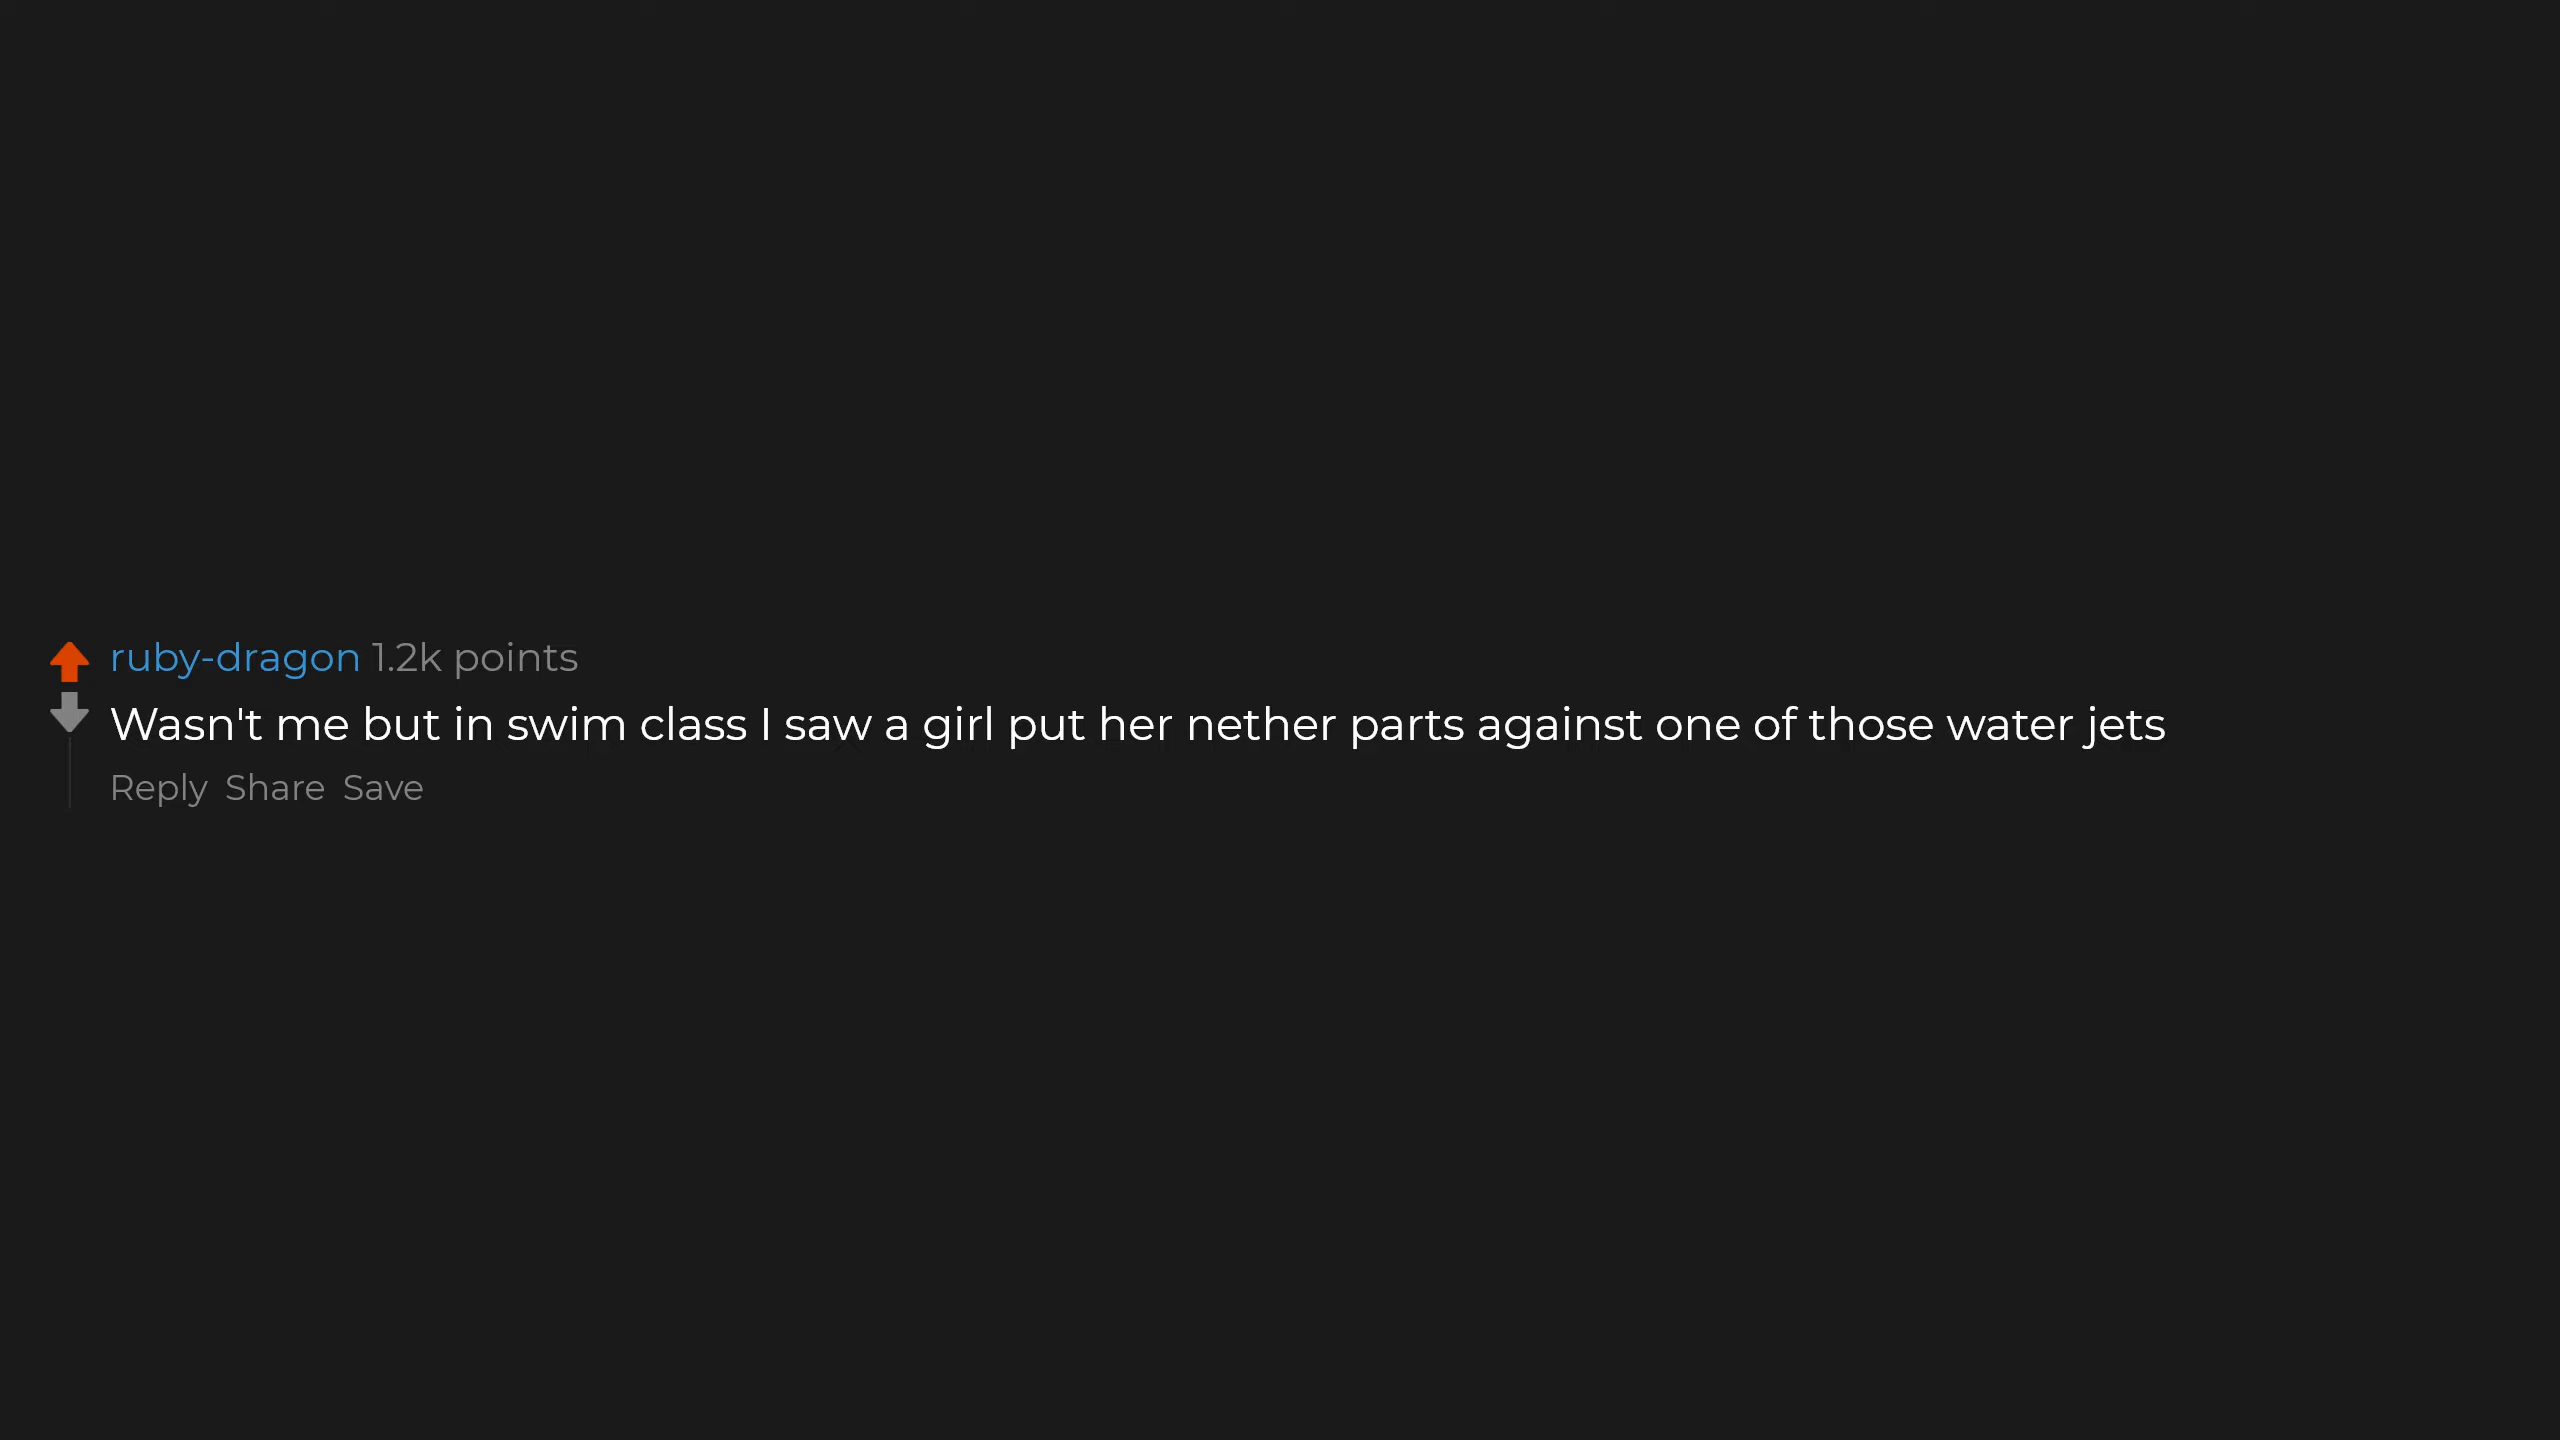 ruby-dragon 1.2k points
Wasn't me but in swim class I saw a girl put her nether parts against one of those water jets
Reply Share Save